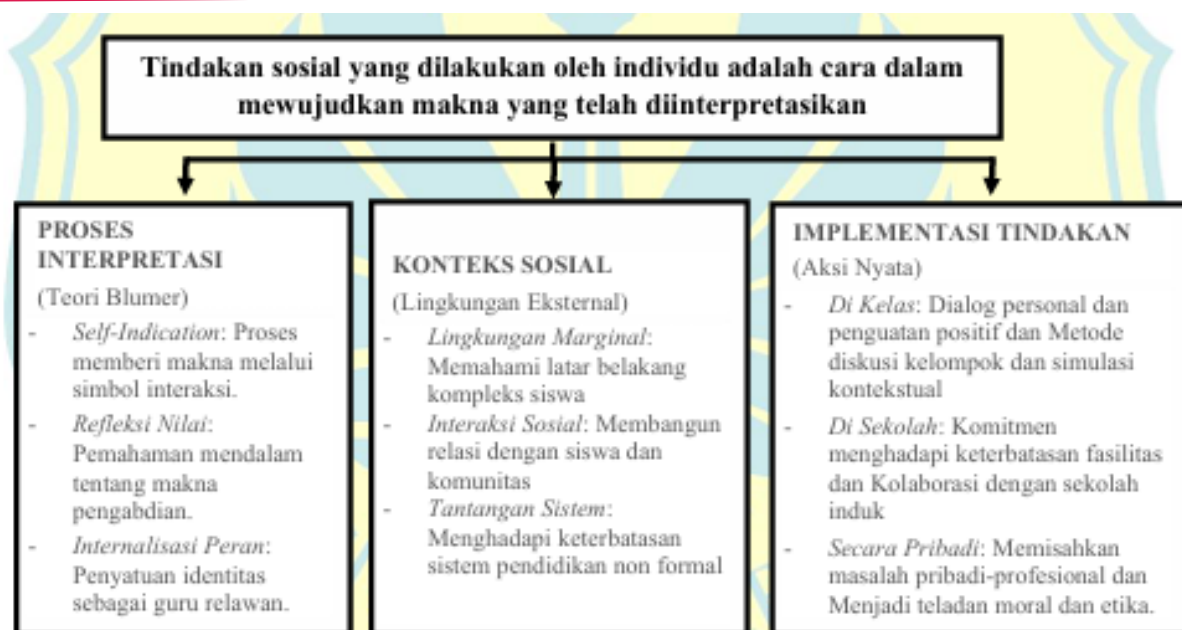 Tindakan sosial yang dilakukan oleh individu adalah cara dalam
mewujudkan makna yang telah diinterpretasikan
PROSES
INTERPRETASI
(Teori Blumer)
- Self-Indication: Proses
memberi makna melalui
simbol interaksi.
- Refleksi Nilai:
Pemahaman mendalam
tentang makna
pengabdian.
- Internalisasi Peran:
Penyatuan identitas
sebagai guru relawan.
KONTEKS SOSIAL
(Lingkungan Eksternal)
- Lingkungan Marginal:
Memahami latar belakang
kompleks siswa
- Interaksi Sosial: Membangun
relasi dengan siswa dan
komunitas
- Tantangan Sistem:
Menghadapi keterbatasan
sistem pendidikan non formal
IMPLEMENTASI TINDAKAN
(Aksi Nyata)
- Di Kelas: Dialog personal dan
penguatan positif dan Metode
diskusi kelompok dan simulasi
kontekstual
- Di Sekolah: Komitmen
menghadapi keterbatasan fasilitas
dan Kolaborasi dengan sekolah
induk
- Secara Pribadi: Memisahkan
masalah pribadi-profesional dan
Menjadi teladan moral dan etika.